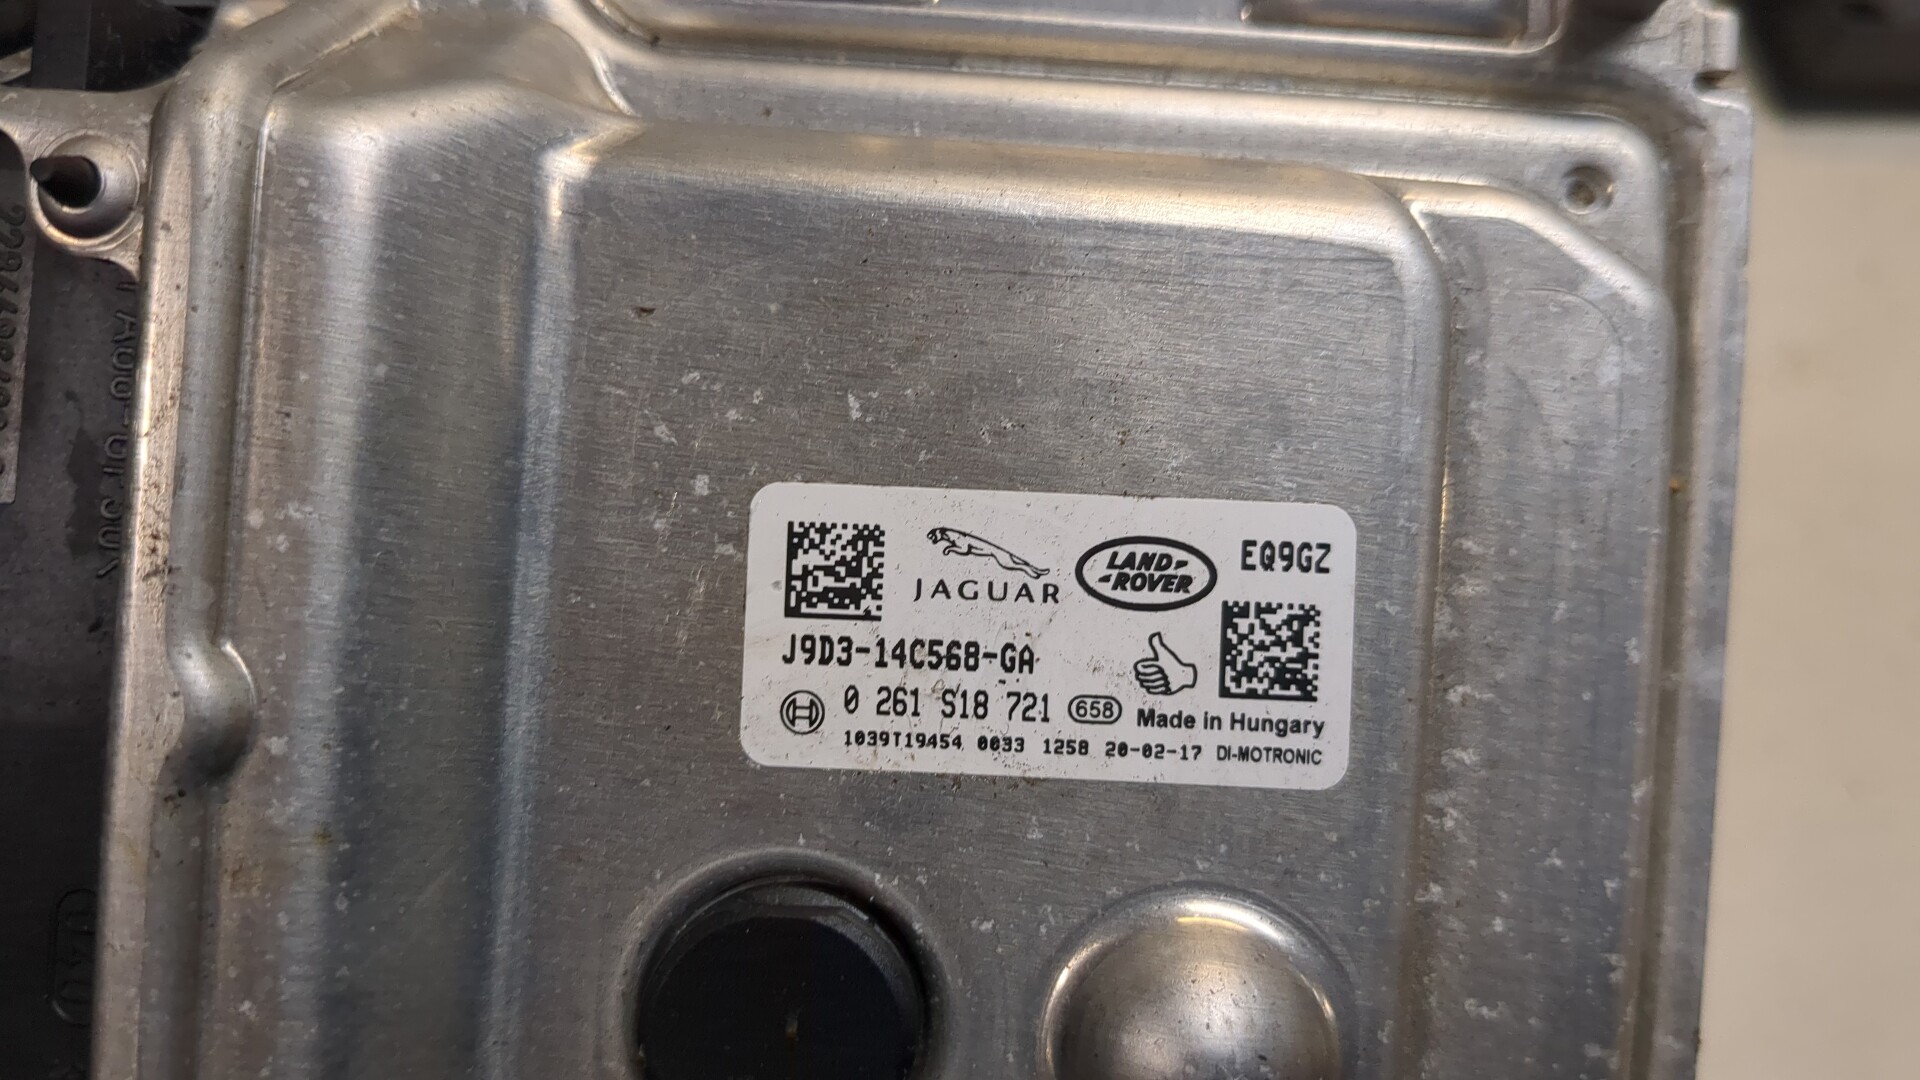 JAGUAR
LAND-
-ROVER
EQ9GZ
J9D3-14C568-GA
0 261 S18 721 658 Made in Hungary
1039T19454 0033 1258 20-02-17 DI-MOTRONIC